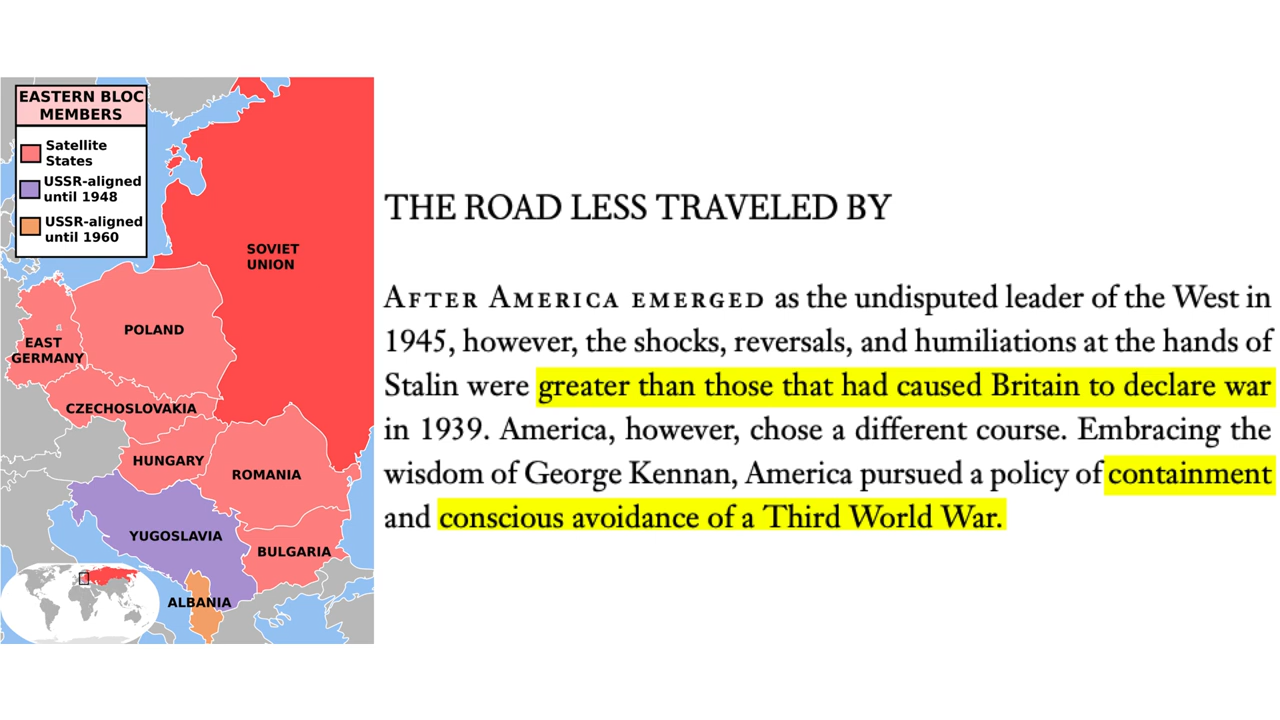 EASTERN BLOC
MEMBERS
Satellite
States
USSR-aligned
until 1948
USSR-aligned
until 1960
SOVIET
UNION
POLAND
EAST
GERMANY
CZECHOSLOVAKIA
HUNGARY
ROMANIA
YUGOSLAVIA
BULGARIA
ALBANIA
THE ROAD LESS TRAVELED BY
AFTER AMERICA EMERGED as the undisputed leader of the West in
1945, however, the shocks, reversals, and humiliations at the hands of
Stalin were greater than those that had caused Britain to declare war
in 1939. America, however, chose a different course. Embracing the
wisdom of George Kennan, America pursued a policy of containment
and conscious avoidance of a Third World War.